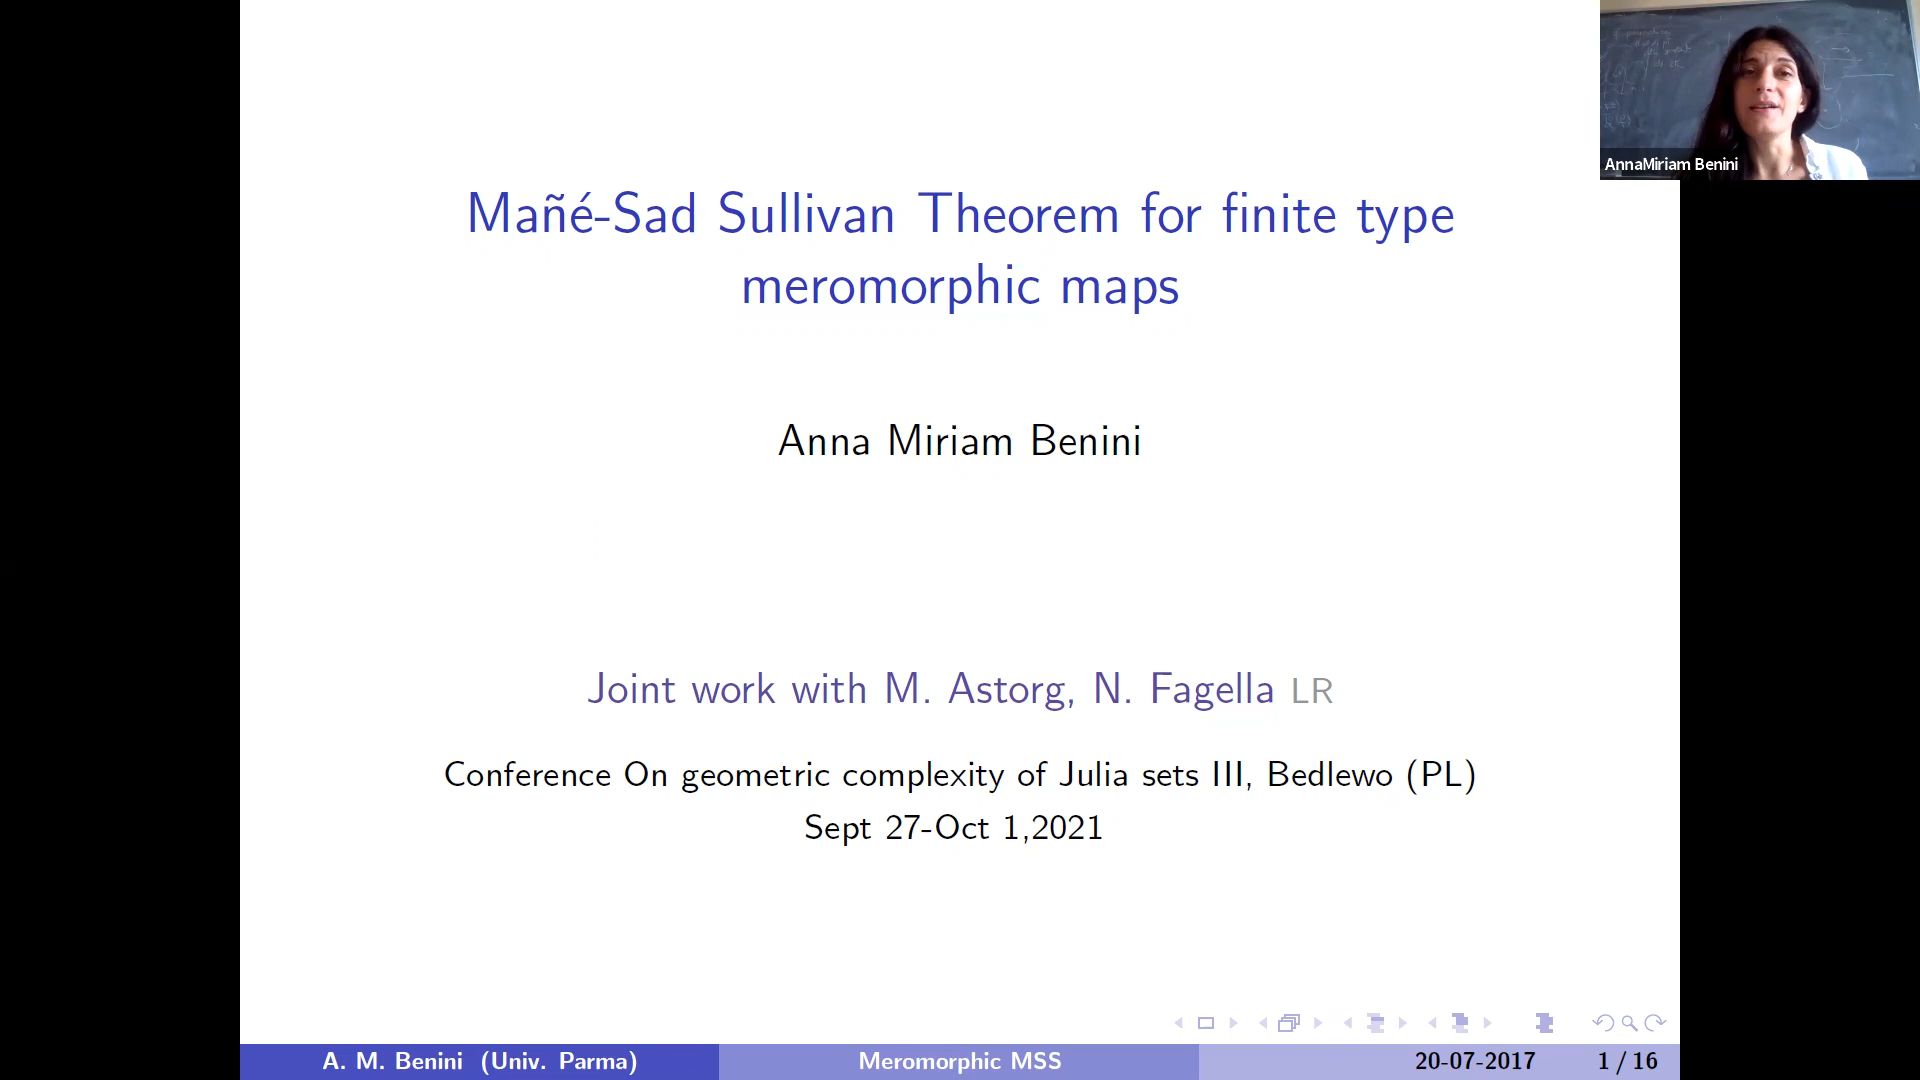 Mañé-Sad Sullivan Theorem for finite type
meromorphic maps
AnnaMiriam Benini
Anna Miriam Benini
Joint work with M. Astorg, N. Fagella LR
Conference On geometric complexity of Julia sets III, Bedlewo (PL)
Sept 27-Oct 1,2021
A. M. Benini (Univ. Parma)
Meromorphic MSS
20-07-2017
1 / 16